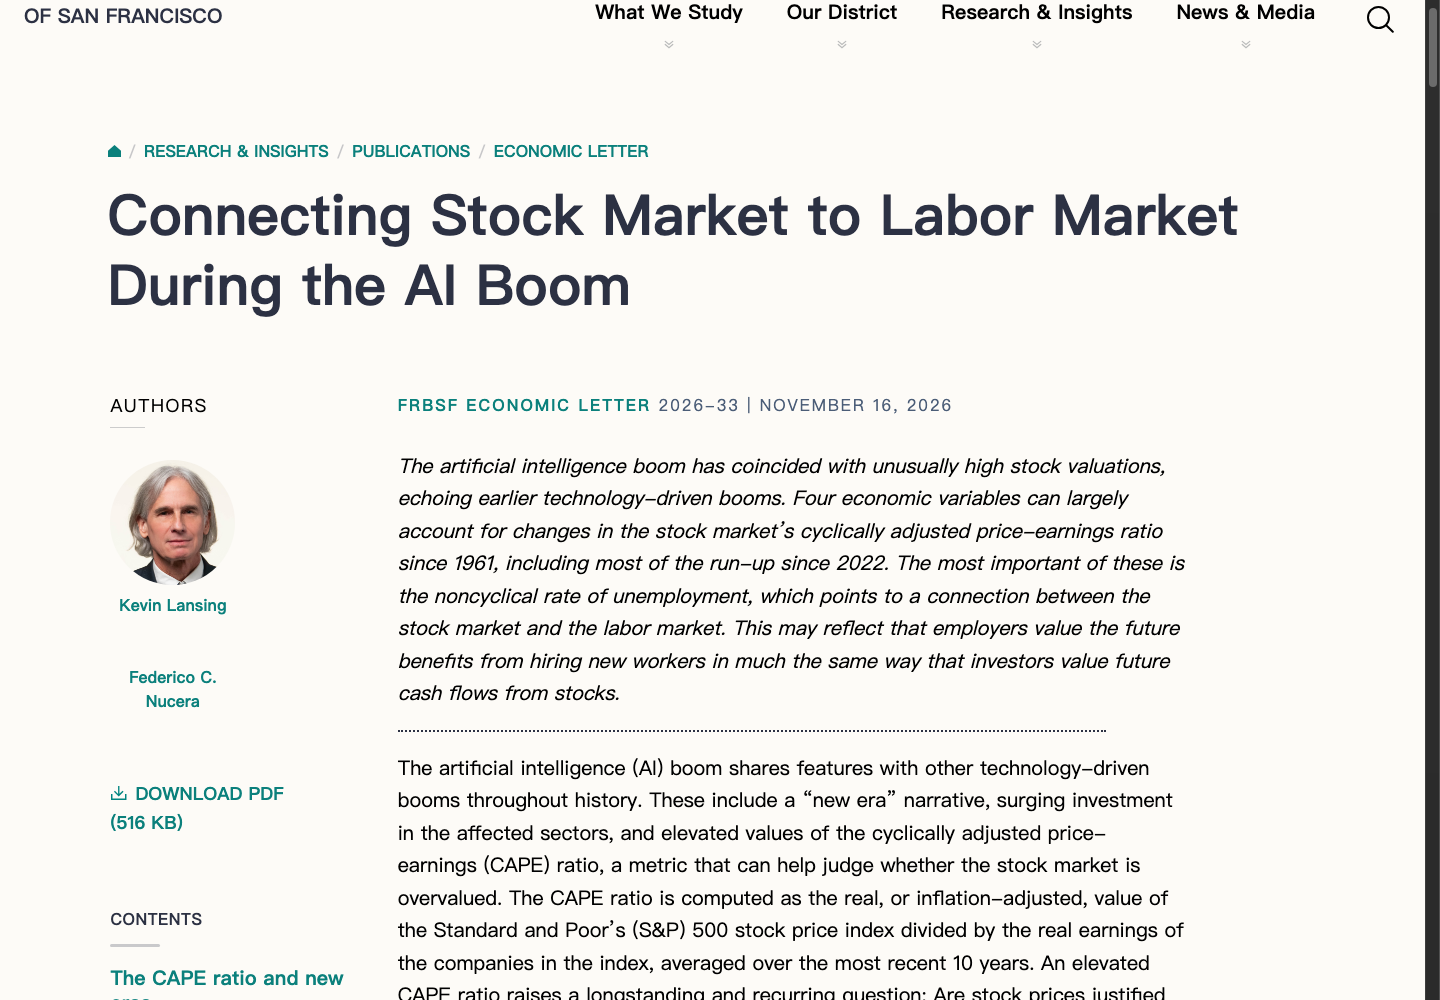 OF SAN FRANCISCO
What We Study
Our District
Research & Insights
News & Media
/ RESEARCH & INSIGHTS / PUBLICATIONS / ECONOMIC LETTER
Connecting Stock Market to Labor Market
During the AI Boom
AUTHORS
Kevin Lansing
Federico C.
Nucera
DOWNLOAD PDF
(516 KB)
CONTENTS
The CAPE ratio and new
FRBSF ECONOMIC LETTER 2026–33 | NOVEMBER 16, 2026
The artificial intelligence boom has coincided with unusually high stock valuations,
echoing earlier technology–driven booms. Four economic variables can largely
account for changes in the stock market’s cyclically adjusted price–earnings ratio
since 1961, including most of the run–up since 2022. The most important of these is
the noncyclical rate of unemployment, which points to a connection between the
stock market and the labor market. This may reflect that employers value the future
benefits from hiring new workers in much the same way that investors value future
cash flows from stocks.
The artificial intelligence (AI) boom shares features with other technology–driven
booms throughout history. These include a “new era” narrative, surging investment
in the affected sectors, and elevated values of the cyclically adjusted price–
earnings (CAPE) ratio, a metric that can help judge whether the stock market is
overvalued. The CAPE ratio is computed as the real, or inflation–adjusted, value of
the Standard and Poor’s (S&P) 500 stock price index divided by the real earnings of
the companies in the index, averaged over the most recent 10 years. An elevated
CAPE ratio raises a longstanding and recurring question: Are stock prices justified